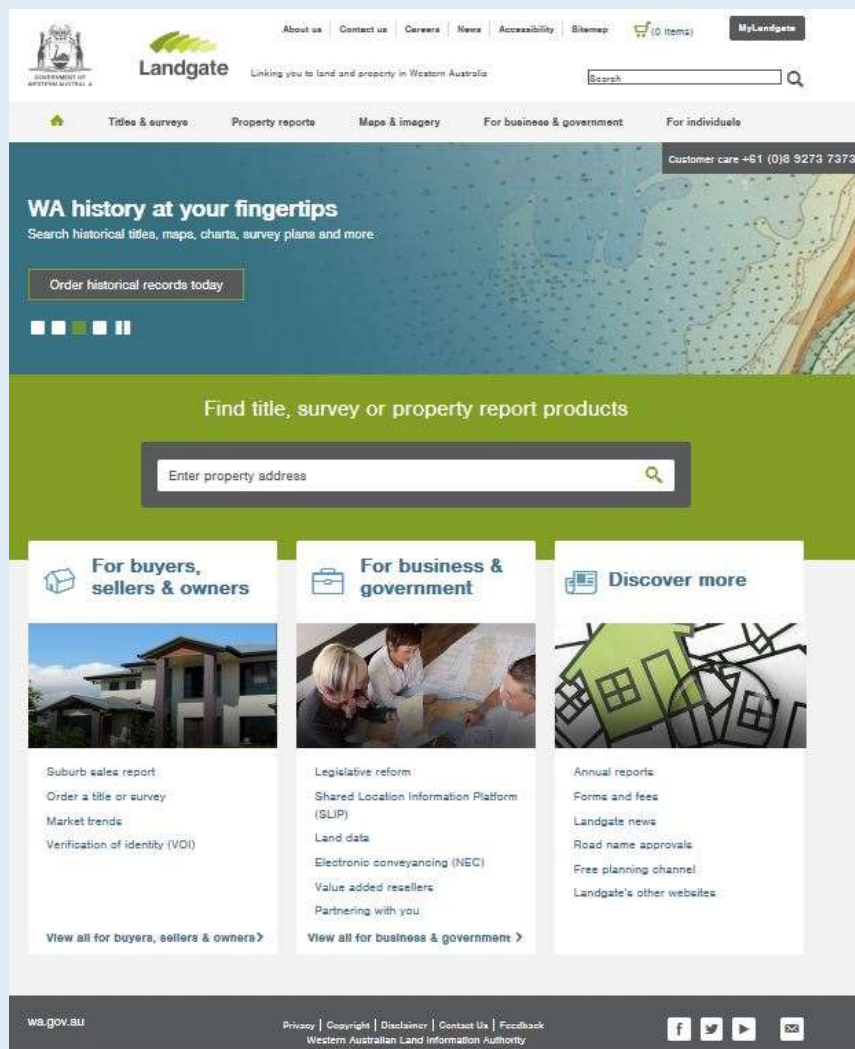 About us | Contact us | Careers | News | Accessibility | Sitemap
(0 items)
MyLandgate
GOVERNMENT OF
WESTERN AUSTRALIA
Landgate
Linking you to land and property in Western Australia
Search
Titles & surveys
Property reports
Maps & imagery
For business & government
For individuals
Customer care +61 (0)8 9273 7373
WA history at your fingertips
Search historical titles, maps, charts, survey plans and more
Order historical records today
Find title, survey or property report products
Enter property address
For buyers,
sellers & owners
Suburb sales report
Order a title or survey
Market trends
Verification of identity (VOI)
View all for buyers, sellers & owners
For business &
government
Legislative reform
Shared Location Information Platform
(SLIP)
Land data
Electronic conveyancing (NEC)
Value added resellers
Partnering with you
View all for business & government
Discover more
Annual reports
Forms and fees
Landgate news
Road name approvals
Free planning channel
Landgate's other websites
wa.gov.au
Privacy | Copyright | Disclaimer | Contact Us | Feedback
Western Australian Land Information Authority